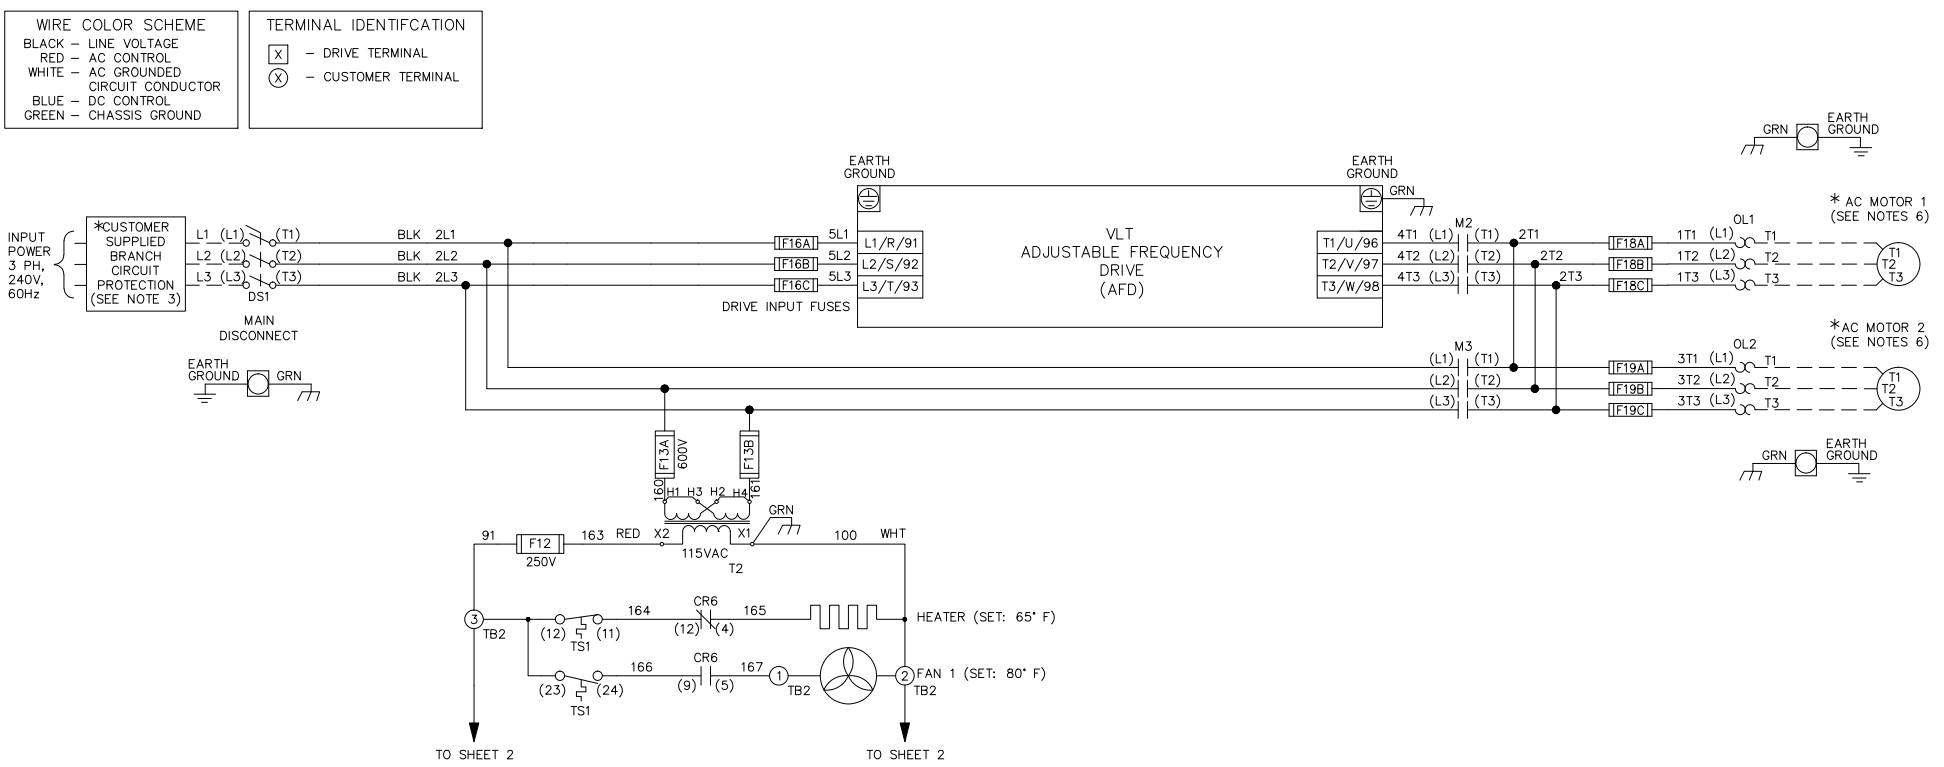 WIRE COLOR SCHEME
BLACK – LINE VOLTAGE
RED – AC CONTROL
WHITE – AC GROUNDED
CIRCUIT CONDUCTOR
BLUE – DC CONTROL
GREEN – CHASSIS GROUND
TERMINAL IDENTIFCATION
X – DRIVE TERMINAL
X – CUSTOMER TERMINAL
GRN
EARTH
GROUND
EARTH
GROUND
EARTH
GROUND
GRN
INPUT
POWER
3 PH,
240V,
60Hz
*CUSTOMER
SUPPLIED
BRANCH
CIRCUIT
PROTECTION
(SEE NOTE 3)
L1 (L1) (T1) BLK 2L1
L2 (L2) (T2) BLK 2L2
L3 (L3) (T3) BLK 2L3
DS1
MAIN
DISCONNECT
F16A 5L1 L1/R/91
F16B 5L2 L2/S/92
F16C 5L3 L3/T/93
DRIVE INPUT FUSES
VLT
ADJUSTABLE FREQUENCY
DRIVE
(AFD)
M2
T1/U/96 4T1 (L1) (T1) 2T1
T2/V/97 4T2 (L2) (T2) 2T2
T3/W/98 4T3 (L3) (T3) 2T3
OL1
F18A 1T1 (L1) T1
F18B 1T2 (L2) T2
F18C 1T3 (L3) T3
* AC MOTOR 1
(SEE NOTES 6)
T1
T2
T3
EARTH
GROUND GRN
M3
(L1) (T1)
(L2) (T2)
(L3) (T3)
OL2
F19A 3T1 (L1) T1
F19B 3T2 (L2) T2
F19C 3T3 (L3) T3
* AC MOTOR 2
(SEE NOTES 6)
T1
T2
T3
GRN
EARTH
GROUND
F13A
600V
F13B
160
161
H1 H3 H2 H4
GRN
91 F12 163 RED X2 X1 100 WHT
250V
115VAC
T2
3 TB2
(12) (11) 164 CR6 (12) (4) 165
TS1
HEATER (SET: 65° F)
(23) (24) 166 CR6 (9) (5) 167 1 TB2
TS1
2 TB2
FAN 1 (SET: 80° F)
TO SHEET 2
TO SHEET 2